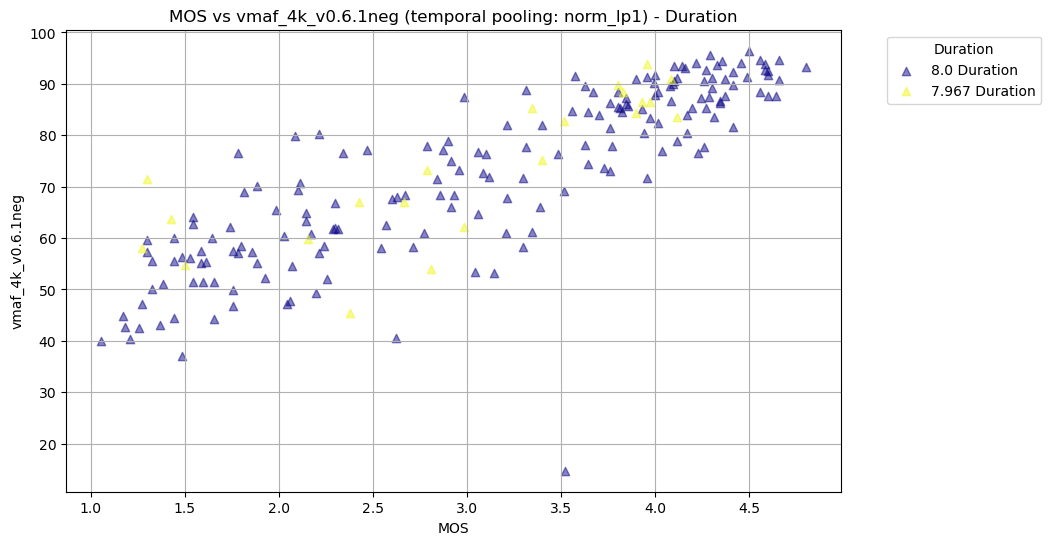 MOS vs vmaf_4k_v0.6.1neg (temporal pooling: norm_lp1) - Duration
100
90
80
70
60
50
40
30
20
vmaf_4k_v0.6.1neg
1.0 1.5 2.0 2.5 3.0 3.5 4.0 4.5
MOS
Duration
8.0 Duration
7.967 Duration